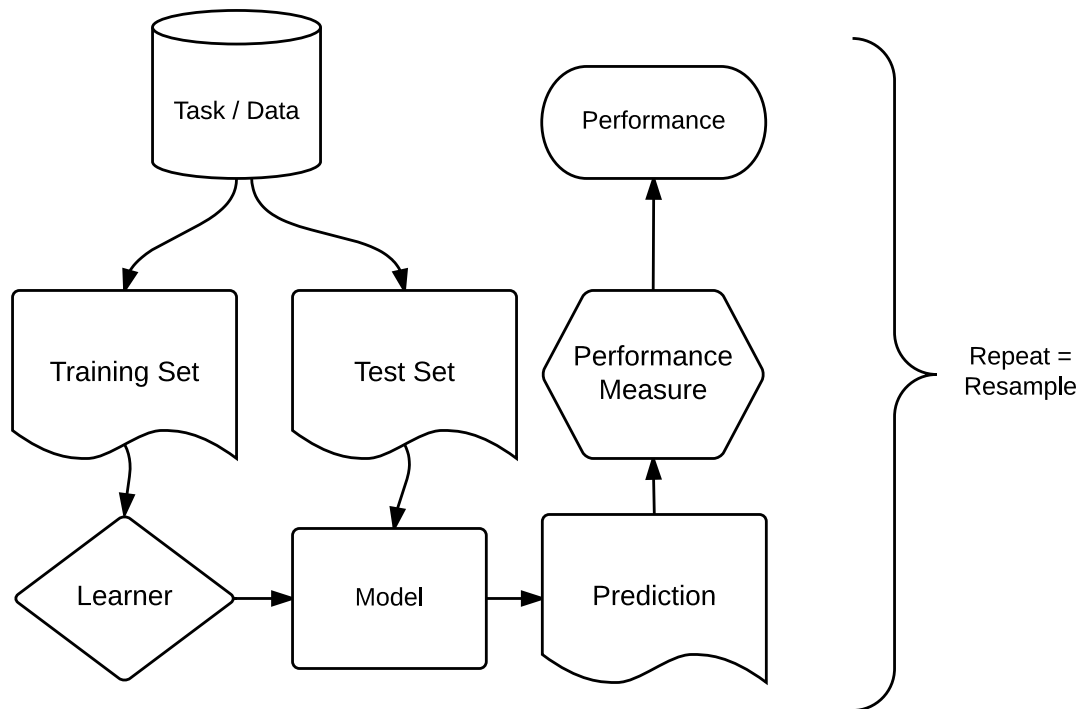 Task / Data
Performance
Training Set
Test Set
Performance
Measure
Repeat =
Resample
Learner
Model
Prediction